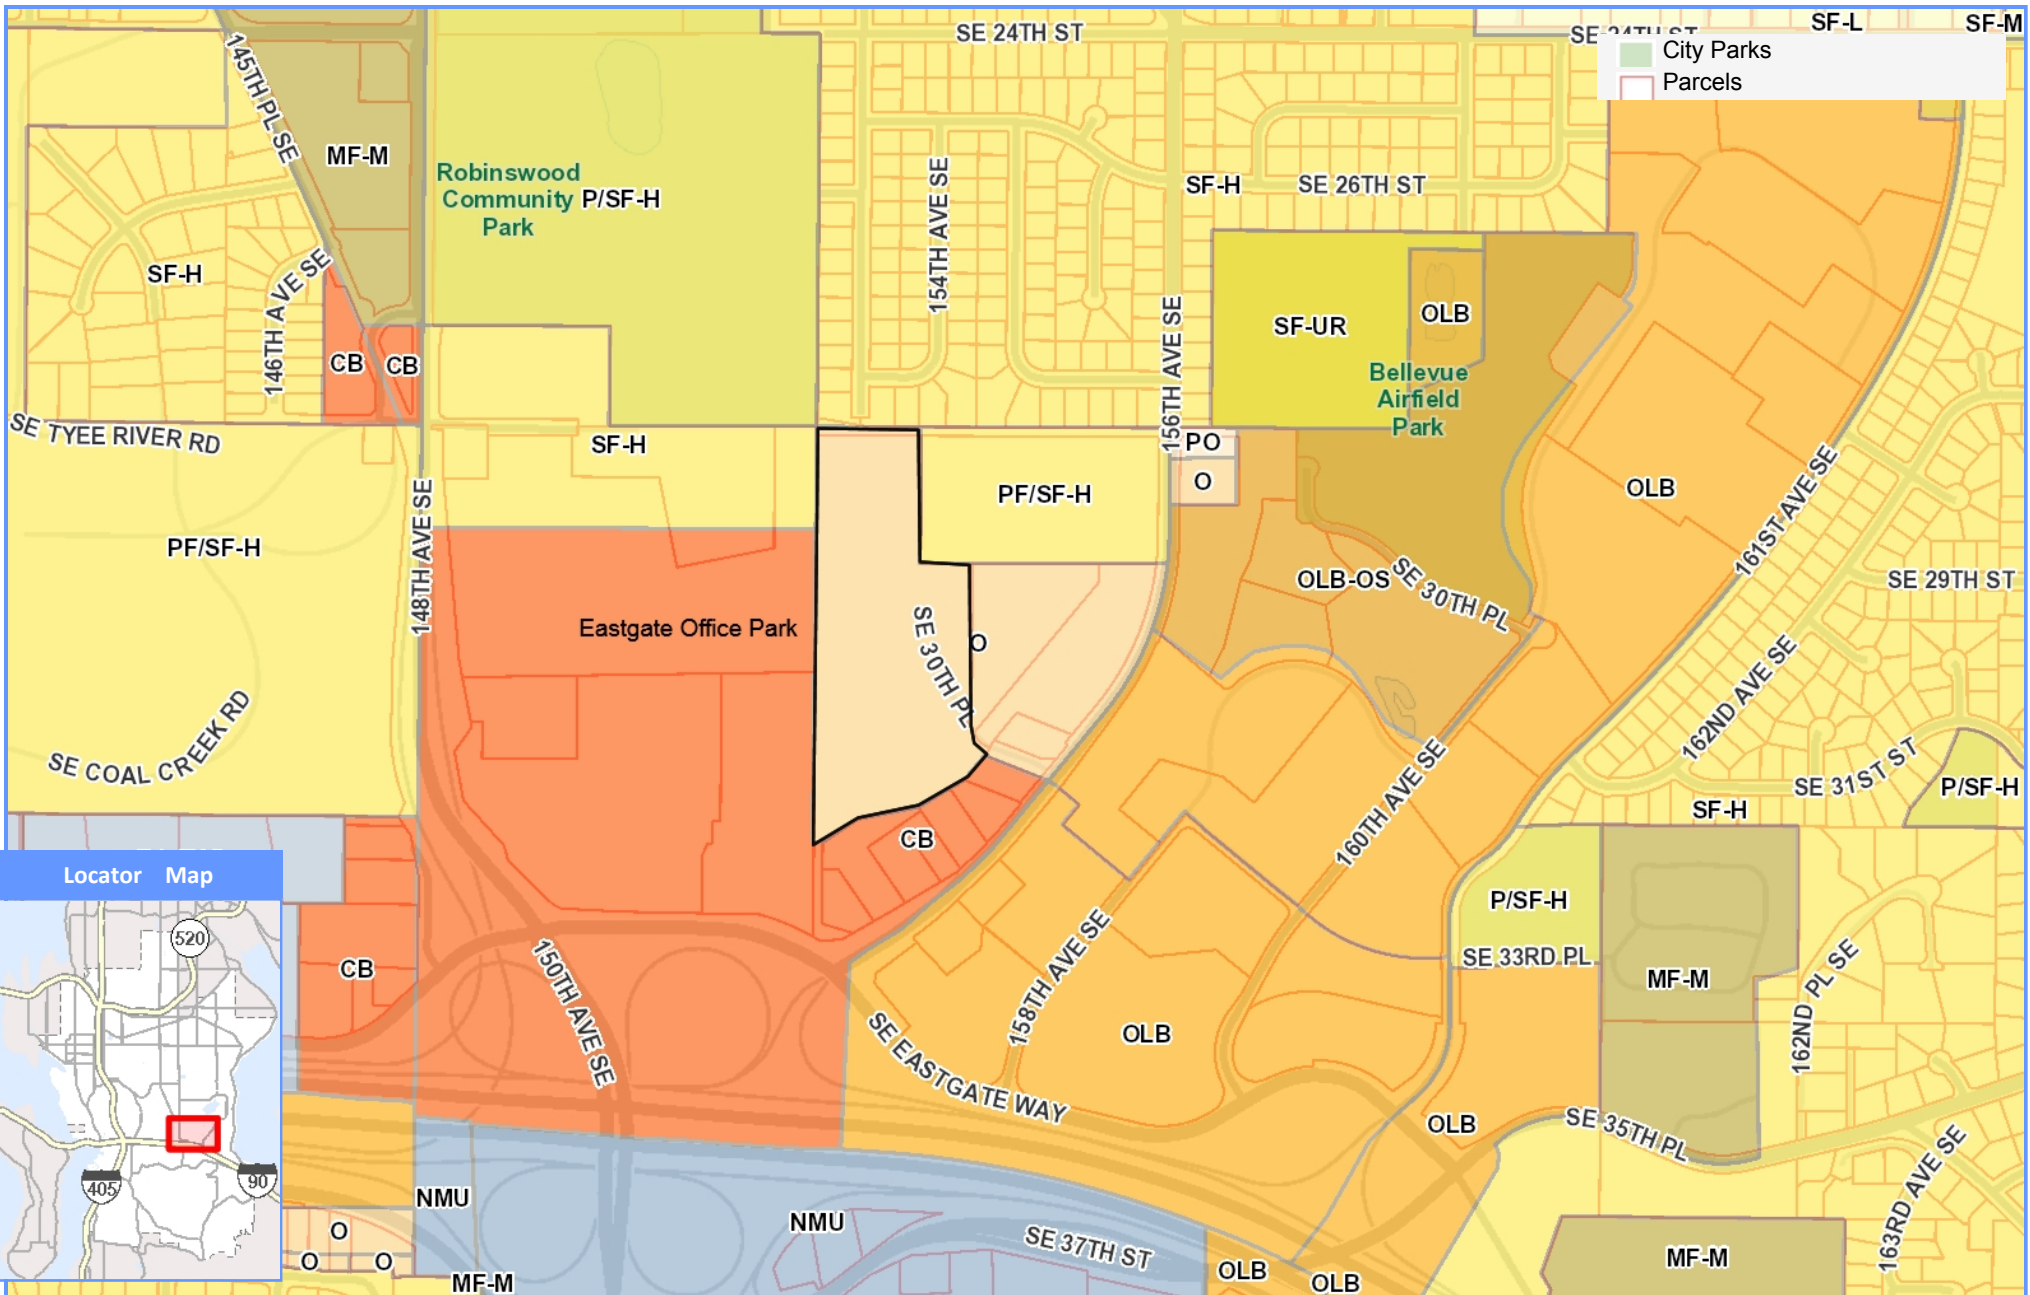 SE 24TH ST
SE 24TH ST
SF-L
SF-M
City Parks
Parcels
145TH PL SE
MF-M
Robinswood
Community
Park
P/SF-H
154TH AVE SE
SF-H
SE 26TH ST
SF-H
146TH AVE SE
CB
CB
156TH AVE SE
SF-UR
OLB
Bellevue
Airfield
Park
SE TYEE RIVER RD
SF-H
PO
O
PF/SF-H
OLB
161ST AVE SE
PF/SF-H
148TH AVE SE
OLB-OS
SE 30TH PL
SE 29TH ST
Eastgate Office Park
SE 30TH PL
O
162ND AVE SE
SE COAL CREEK RD
SE 31ST ST
P/SF-H
SF-H
160TH AVE SE
CB
Locator Map
P/SF-H
SE 33RD PL
MF-M
520
CB
150TH AVE SE
158TH AVE SE
OLB
162ND PL SE
SE EASTGATE WAY
OLB
SE 35TH PL
163RD AVE SE
405
90
NMU
NMU
O
O
O
SE 37TH ST
MF-M
OLB
OLB
MF-M